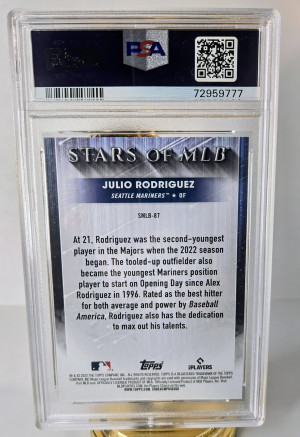 PSA
72959777
STARS OF MLB
JULIO RODRIGUEZ
SEATTLE MARINERS™ ★ OF
SMLB-87
At 21, Rodriguez was the second-youngest
player in the Majors when the 2022 season
began. The tooled-up outfielder also
became the youngest Mariners position
player to start on Opening Day since Alex
Rodriguez in 1996. Rated as the best hitter
for both average and power by Baseball
America, Rodriguez also has the dedication
to max out his talents.
Topps
PLAYERS